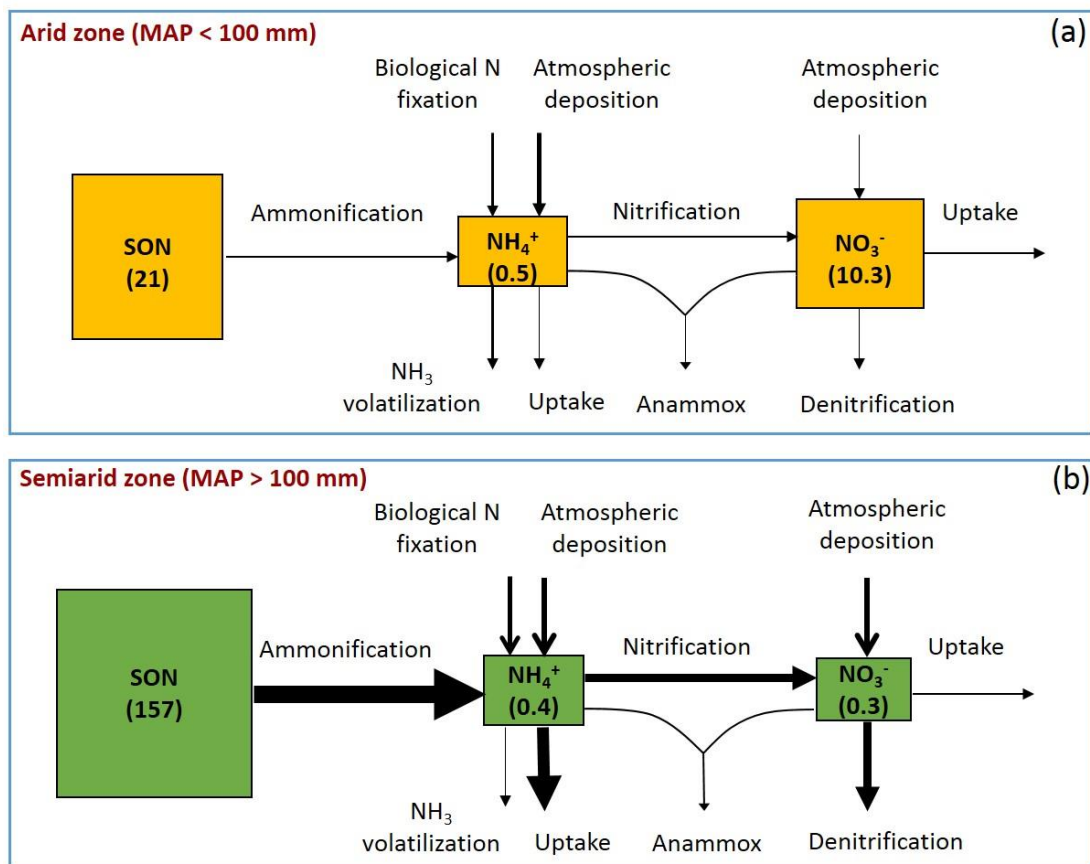 Arid zone (MAP < 100 mm)
(a)
Biological N
fixation
Atmospheric
deposition
Atmospheric
deposition
SON
(21)
Ammonification
NH₄⁺
(0.5)
Nitrification
NO₃⁻
(10.3)
Uptake
NH₃
volatilization
Uptake
Anammox
Denitrification
Semiarid zone (MAP > 100 mm)
(b)
Biological N
fixation
Atmospheric
deposition
Atmospheric
deposition
SON
(157)
Ammonification
NH₄⁺
(0.4)
Nitrification
NO₃⁻
(0.3)
Uptake
NH₃
volatilization
Uptake
Anammox
Denitrification